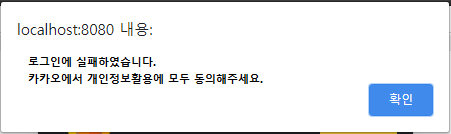 localhost:8080 내용:
로그인에 실패하였습니다.
카카오에서 개인정보활용에 모두 동의해주세요.
확인